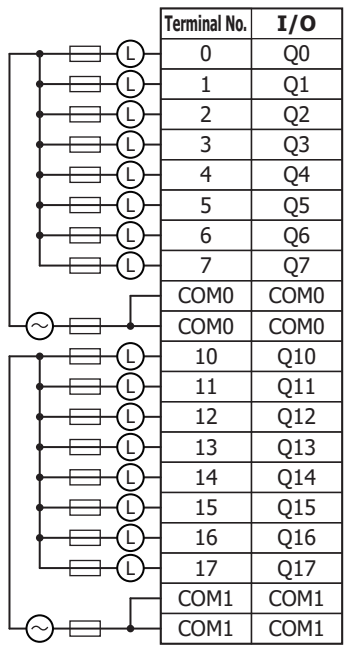 Terminal No. I/O
L 0 Q0
L 1 Q1
L 2 Q2
L 3 Q3
L 4 Q4
L 5 Q5
L 6 Q6
L 7 Q7
COM0 COM0
COM0 COM0
L 10 Q10
L 11 Q11
L 12 Q12
L 13 Q13
L 14 Q14
L 15 Q15
L 16 Q16
L 17 Q17
COM1 COM1
COM1 COM1